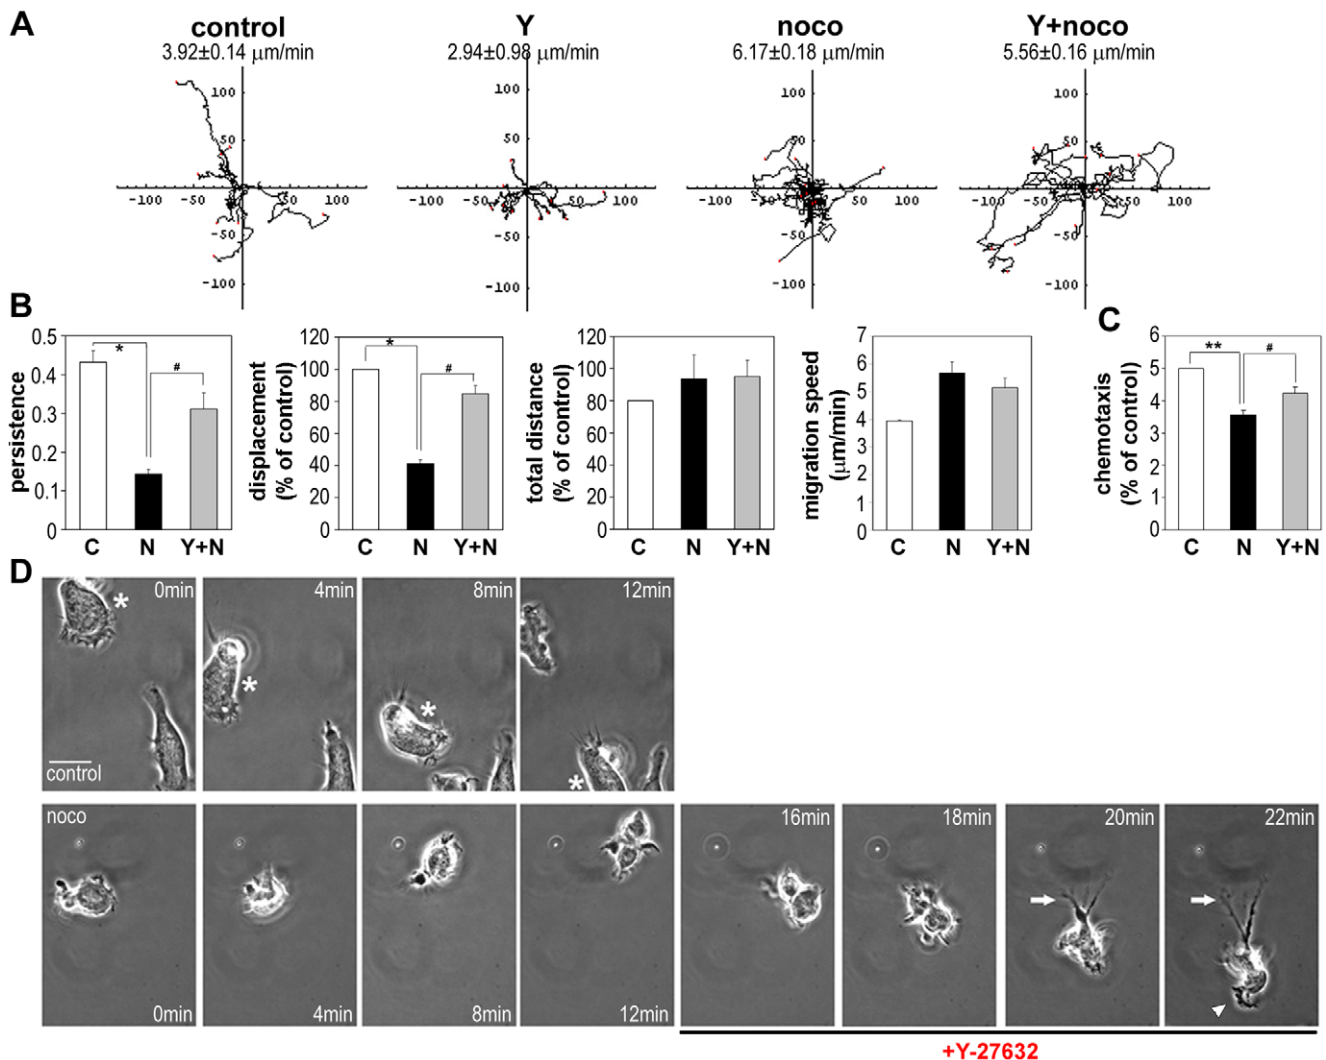 A
control
3.92±0.14 μm/min
Y
2.94±0.98 μm/min
noco
6.17±0.18 μm/min
Y+noco
5.56±0.16 μm/min
100
50
-100 -50 50 100
-50
-100
100
50
-100 -50 50 100
-50
-100
100
50
-100 -50 50 100
-50
-100
100
50
-100 -50 50 100
-50
-100
B
persistence
0.5
0.4
0.3
0.2
0.1
0
*
#
C N Y+N
displacement
(% of control)
120
100
80
60
40
20
0
*
#
C N Y+N
total distance
(% of control)
120
100
80
60
40
20
0
C N Y+N
migration speed
(μm/min)
7
6
5
4
3
2
1
0
C N Y+N
C
chemotaxis
(% of control)
6
5
4
3
2
1
0
**
#
C N Y+N
D
0min 4min 8min 12min
* * * *
control
noco
16min 18min 20min 22min
0min 4min 8min 12min
+Y-27632